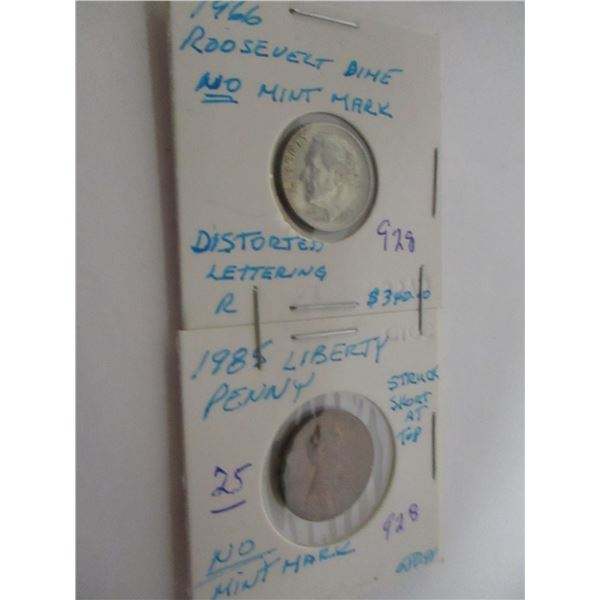 1966
ROOSEVELT DIME
NO MINT MARK
LIBERTY
928
DISTORTED
LETTERING
R
1985 LIBERTY
PENNY
STRUCK
SHORT
AT
TOP
25
928
NO
MINT MARK